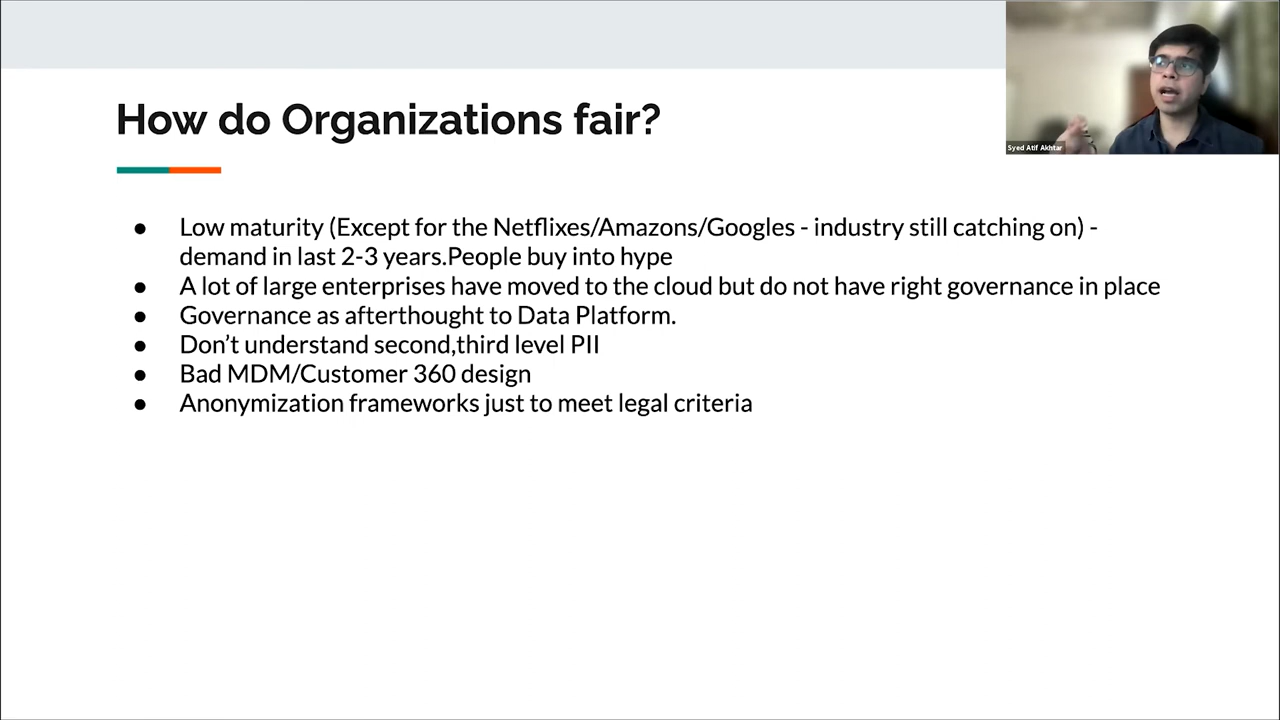 How do Organizations fair?
Syed Atif Akhtar
● Low maturity (Except for the Netflixes/Amazons/Googles - industry still catching on) -
demand in last 2-3 years.People buy into hype
● A lot of large enterprises have moved to the cloud but do not have right governance in place
● Governance as afterthought to Data Platform.
● Don’t understand second,third level PII
● Bad MDM/Customer 360 design
● Anonymization frameworks just to meet legal criteria